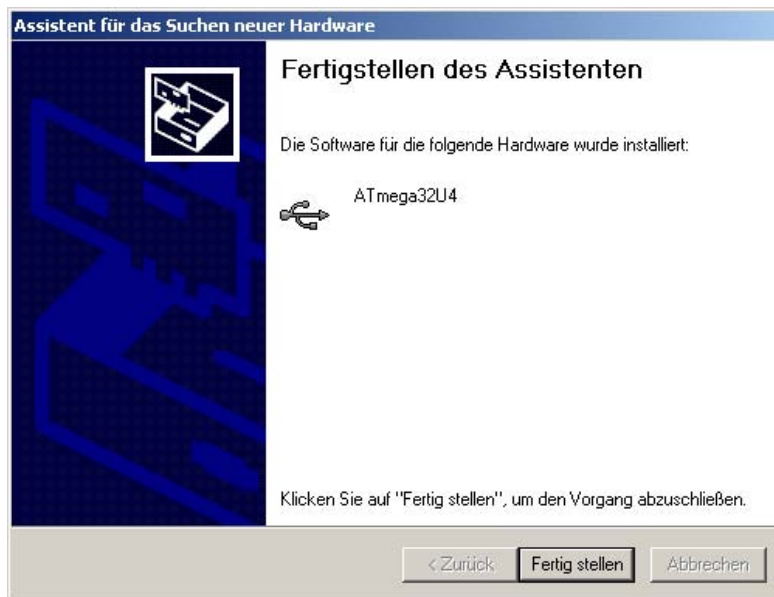 Assistent für das Suchen neuer Hardware
Fertigstellen des Assistenten
Die Software für die folgende Hardware wurde installiert:
ATmega32U4
Klicken Sie auf "Fertig stellen", um den Vorgang abzuschließen.
< Zurück
Fertig stellen
Abbrechen